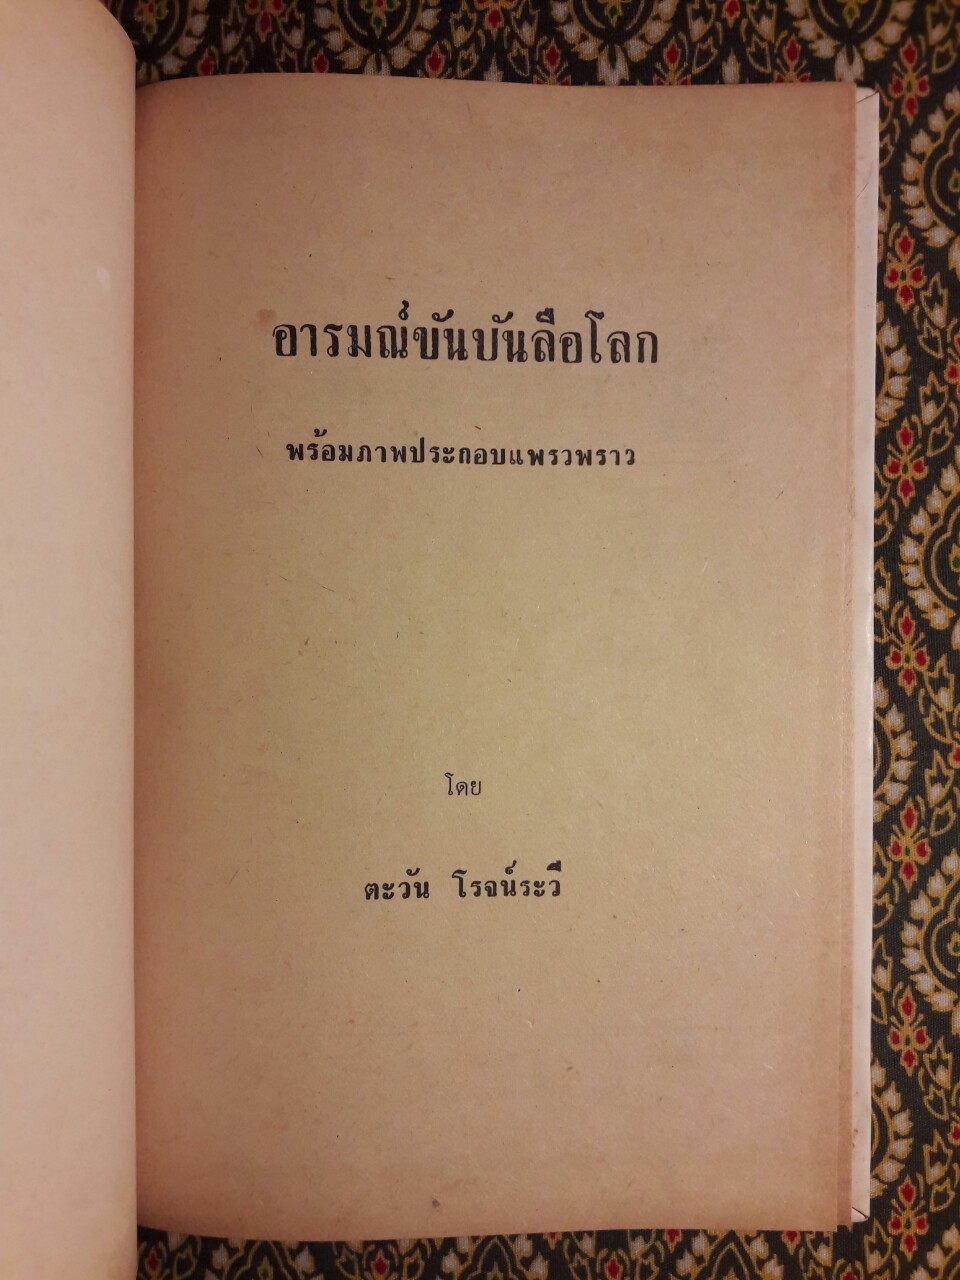 อารมณ์ขันบันลือโลก
พร้อมภาพประกอบแพรวพราว
โดย
ตะวัน โรจน์ระวี